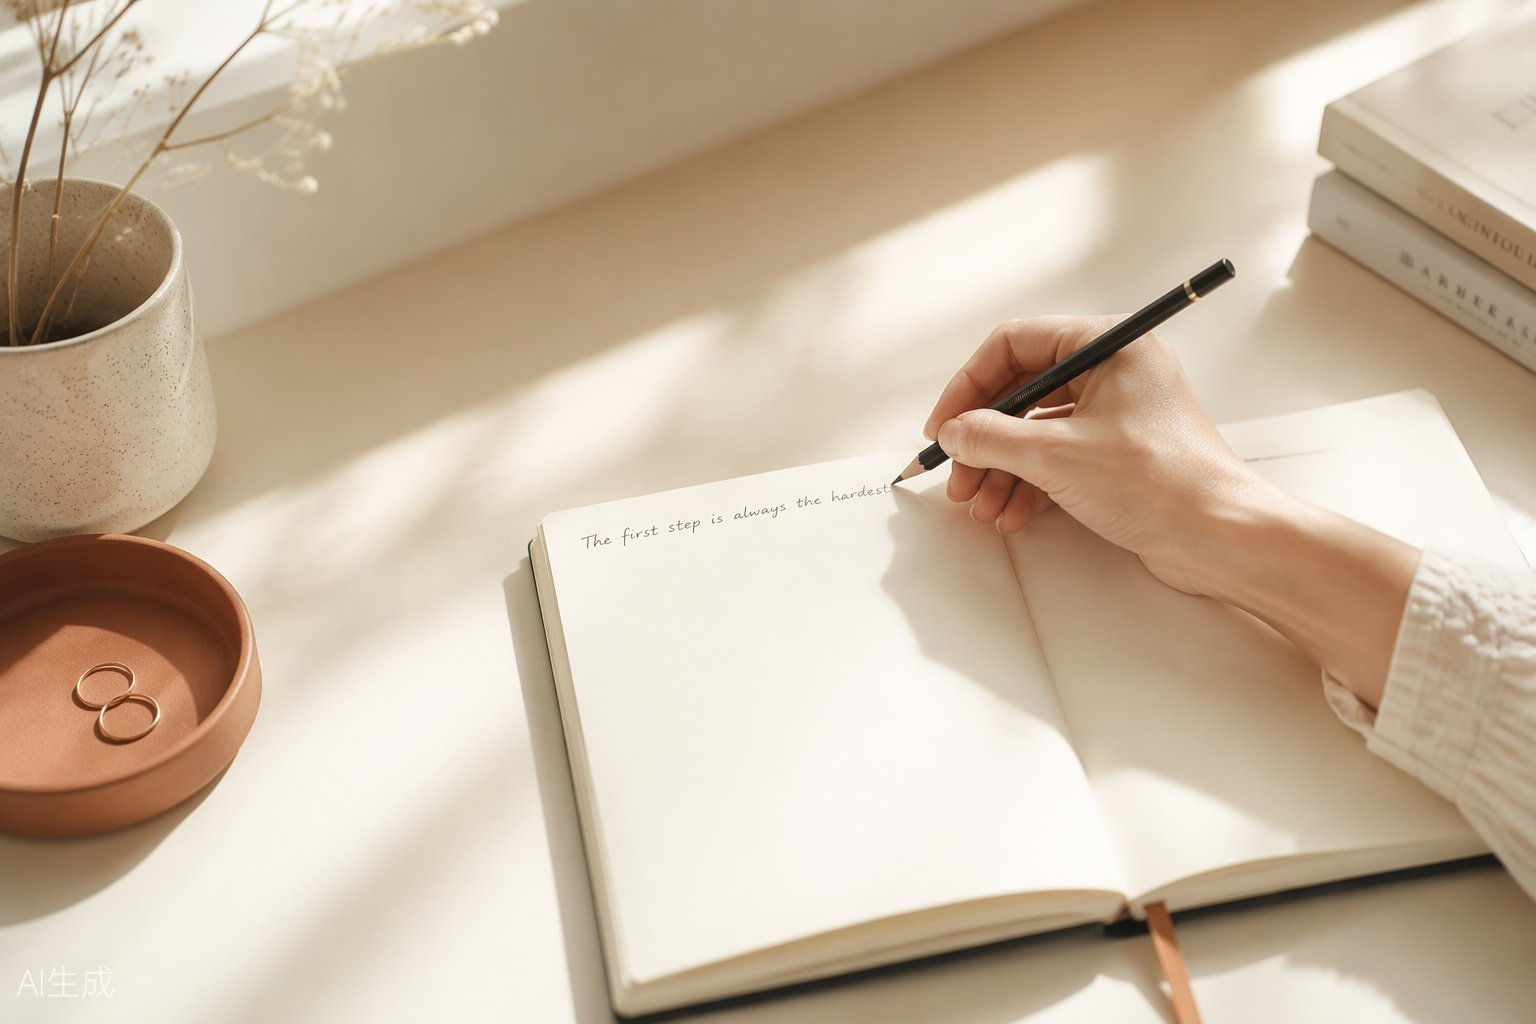 The first step is always the hardest.
AI生成